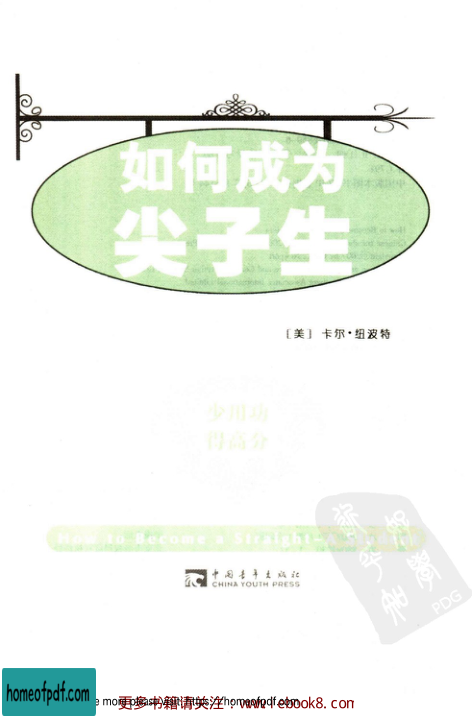 如何成为
尖子生
［美］ 卡尔·纽波特
少用功
得高分
How to Become a Straight-A Student
中国青年出版社
CHINA YOUTH PRESS
PDG
homeofpdf.com
更多书籍请关注：www.ebook8.com